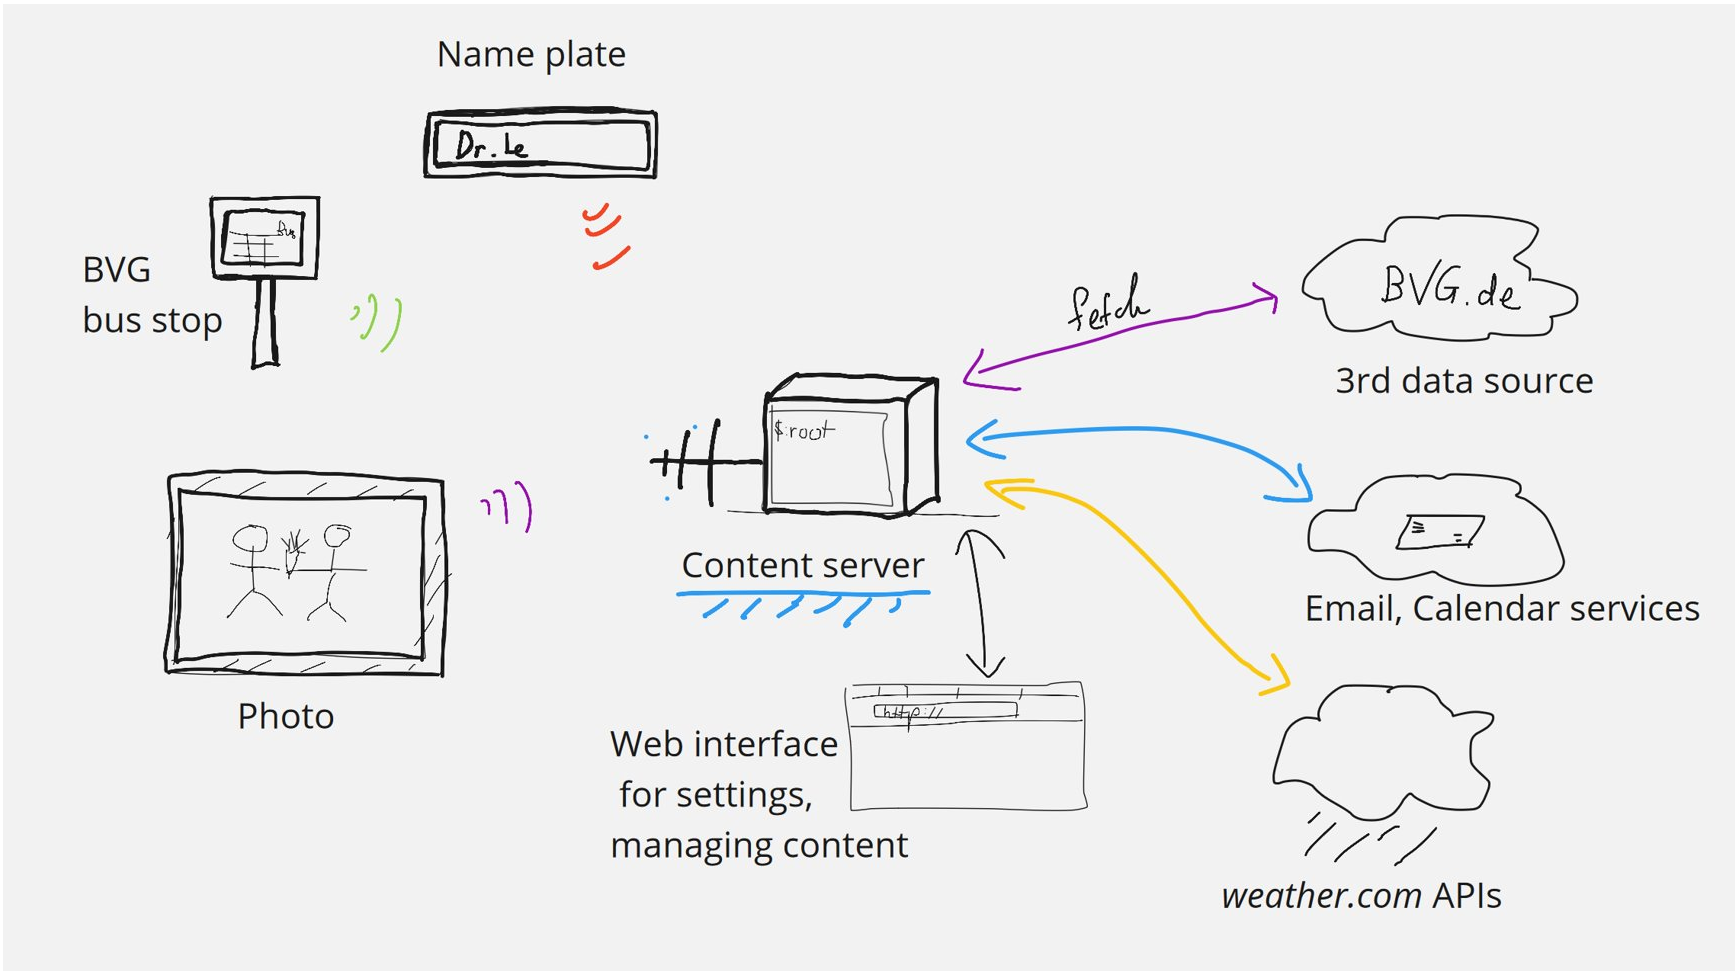 Name plate
Dr. Le
Bus
BVG
bus stop
fetch
BVG.de
3rd data source
$:root
Content server
Email, Calendar services
Photo
http://
Web interface
for settings,
managing content
weather.com APIs